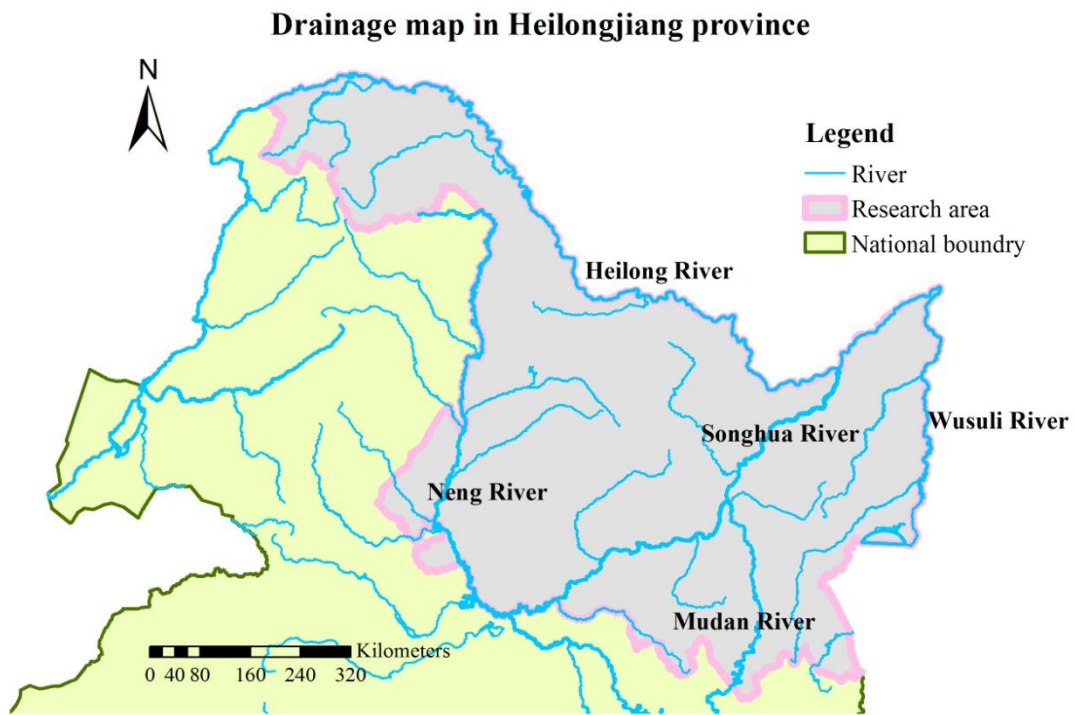 Drainage map in Heilongjiang province
N
Legend
River
Research area
National boundry
Heilong River
Wusuli River
Songhua River
Neng River
Mudan River
Kilometers
0 40 80 160 240 320